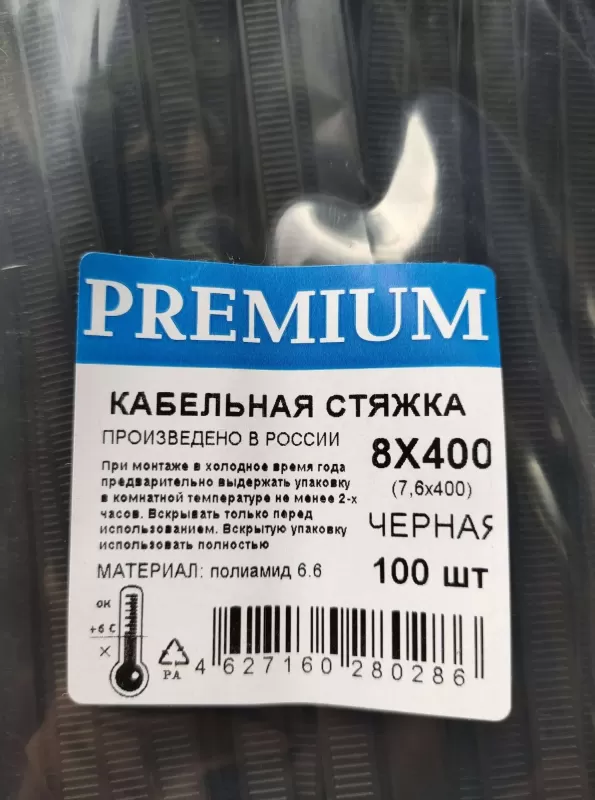 PREMIUM
КАБЕЛЬНАЯ СТЯЖКА
ПРОИЗВЕДЕНО В РОССИИ
8X400
(7,6x400)
При монтаже в холодное время года
предварительно выдержать упаковку
в комнатной температуре не менее 2-х
часов. Вскрывать только перед
использованием. Вскрытую упаковку
использовать полностью
ЧЕРНАЯ
МАТЕРИАЛ: полиамид 6.6
100 шт
ок
+6 С
X
PA
4 627160 280286